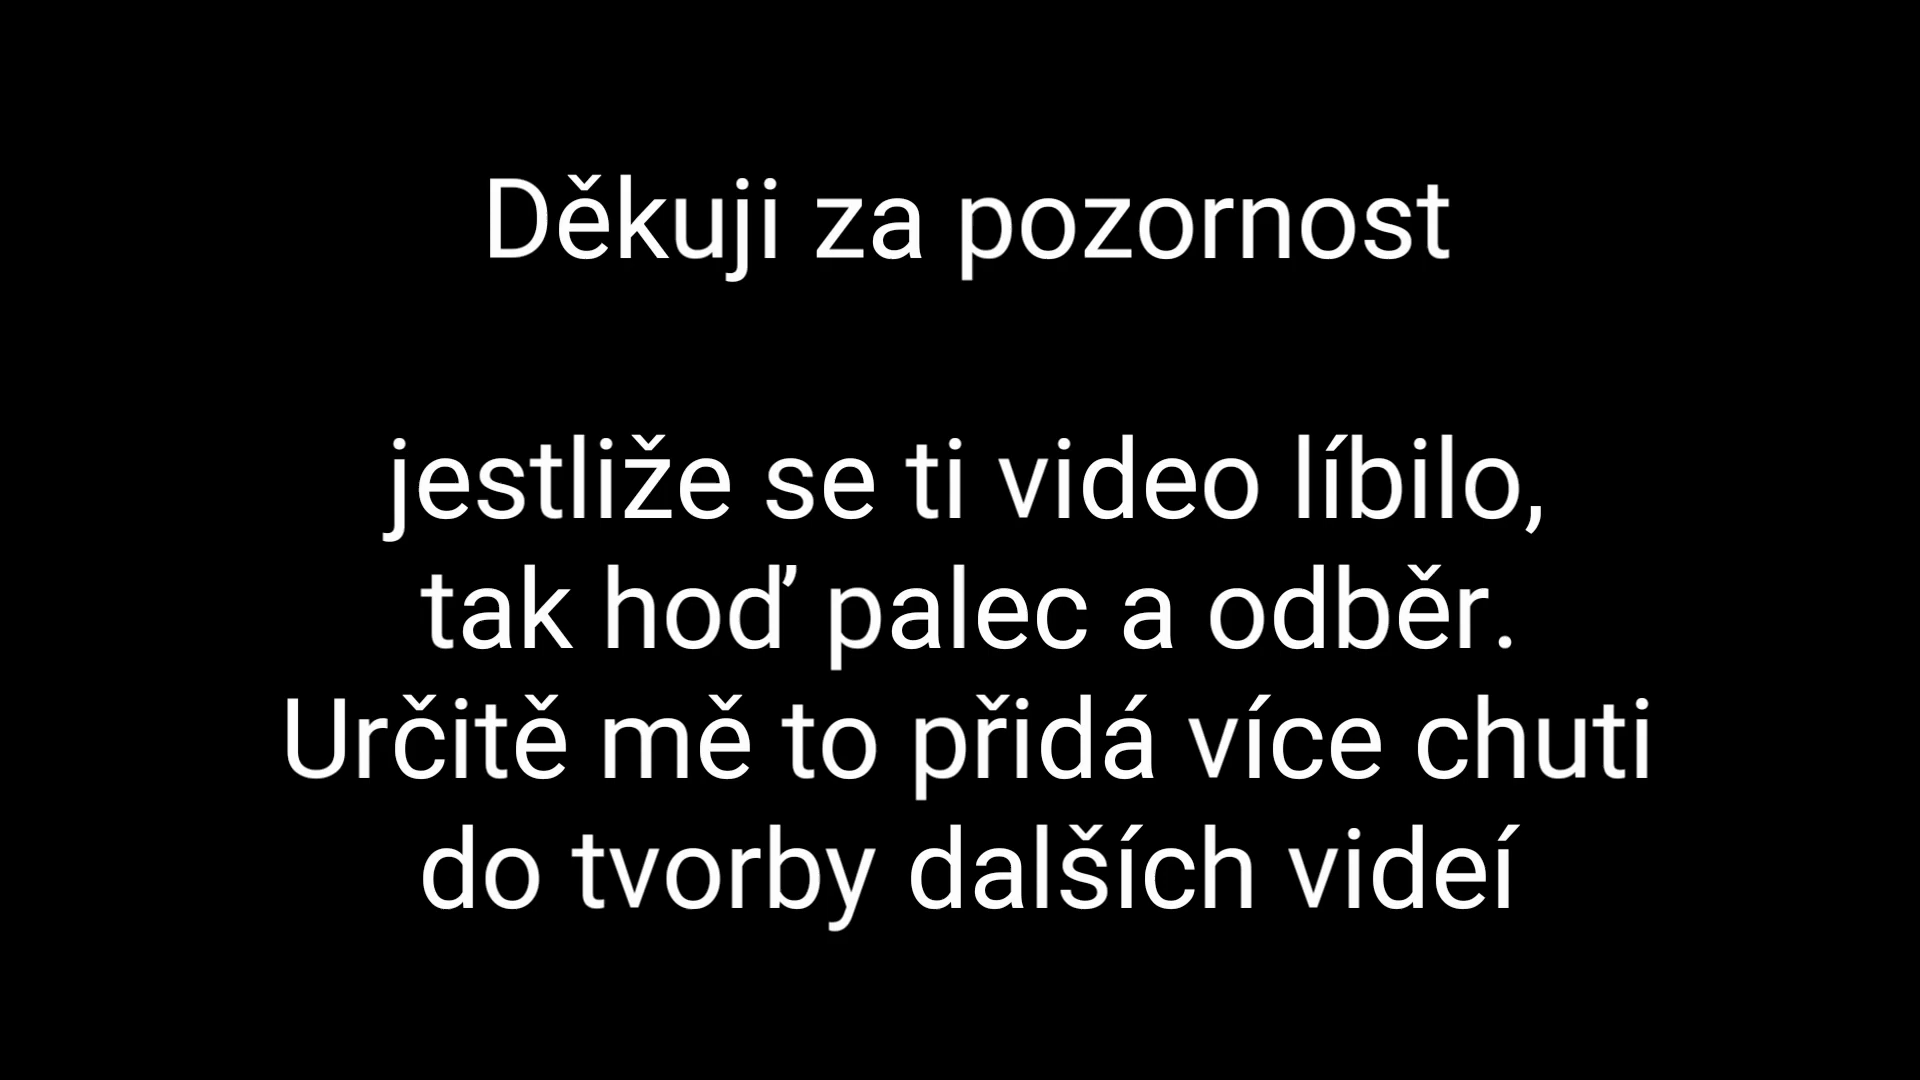 Děkuji za pozornost
jestliže se ti video líbilo,
tak hoď palec a odběr.
Určitě mě to přidá více chuti
do tvorby dalších videí